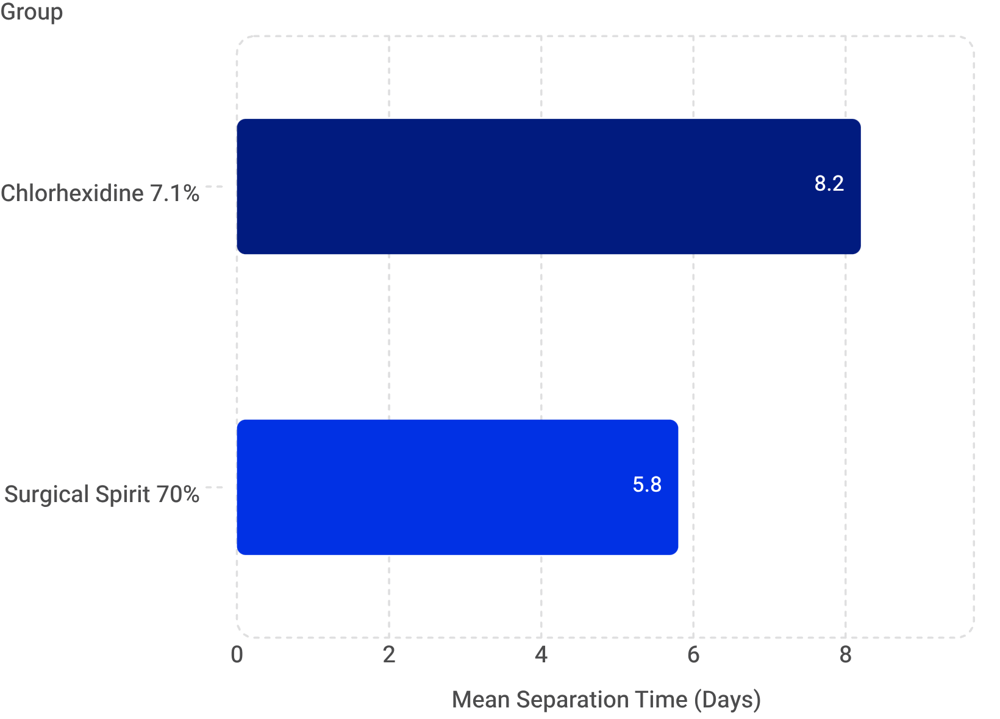 Group
Chlorhexidine 7.1%
8.2
Surgical Spirit 70%
5.8
0 2 4 6 8
Mean Separation Time (Days)